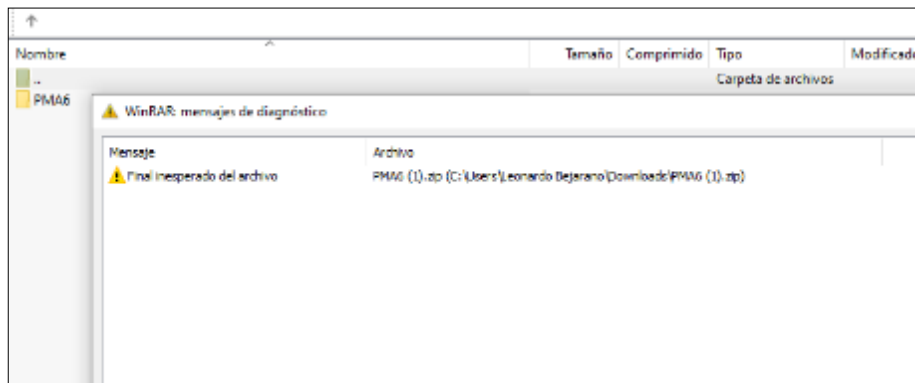 Nombre Tamaño Comprimido Tipo Modificado
.. Carpeta de archivos
PMA6
WinRAR: mensajes de diagnóstico
Mensaje Archivo
Final inesperado del archivo PMA6 (1).zip (C:\Users\Leonardo Bejarano\Downloads\PMA6 (1).zip)